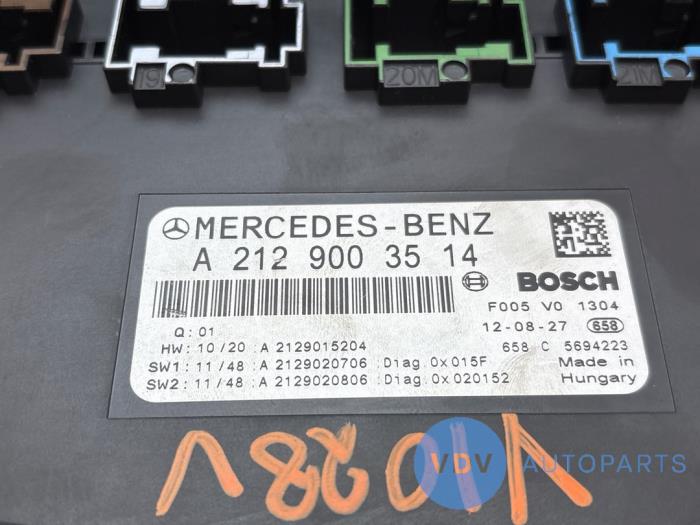 19
20M
21M
MERCEDES-BENZ
A 212 900 35 14
BOSCH
F005 V0 1304
Q: 01
12-08-27 658
HW: 10/20 :A 2129015204
658 C 5694223
SW1: 11/48 :A 2129020706 :Diag.0x015F
Made in
SW2: 11/48 :A 2129020806 :Diag.0x020152
Hungary
V1028V
VDV AUTOPARTS